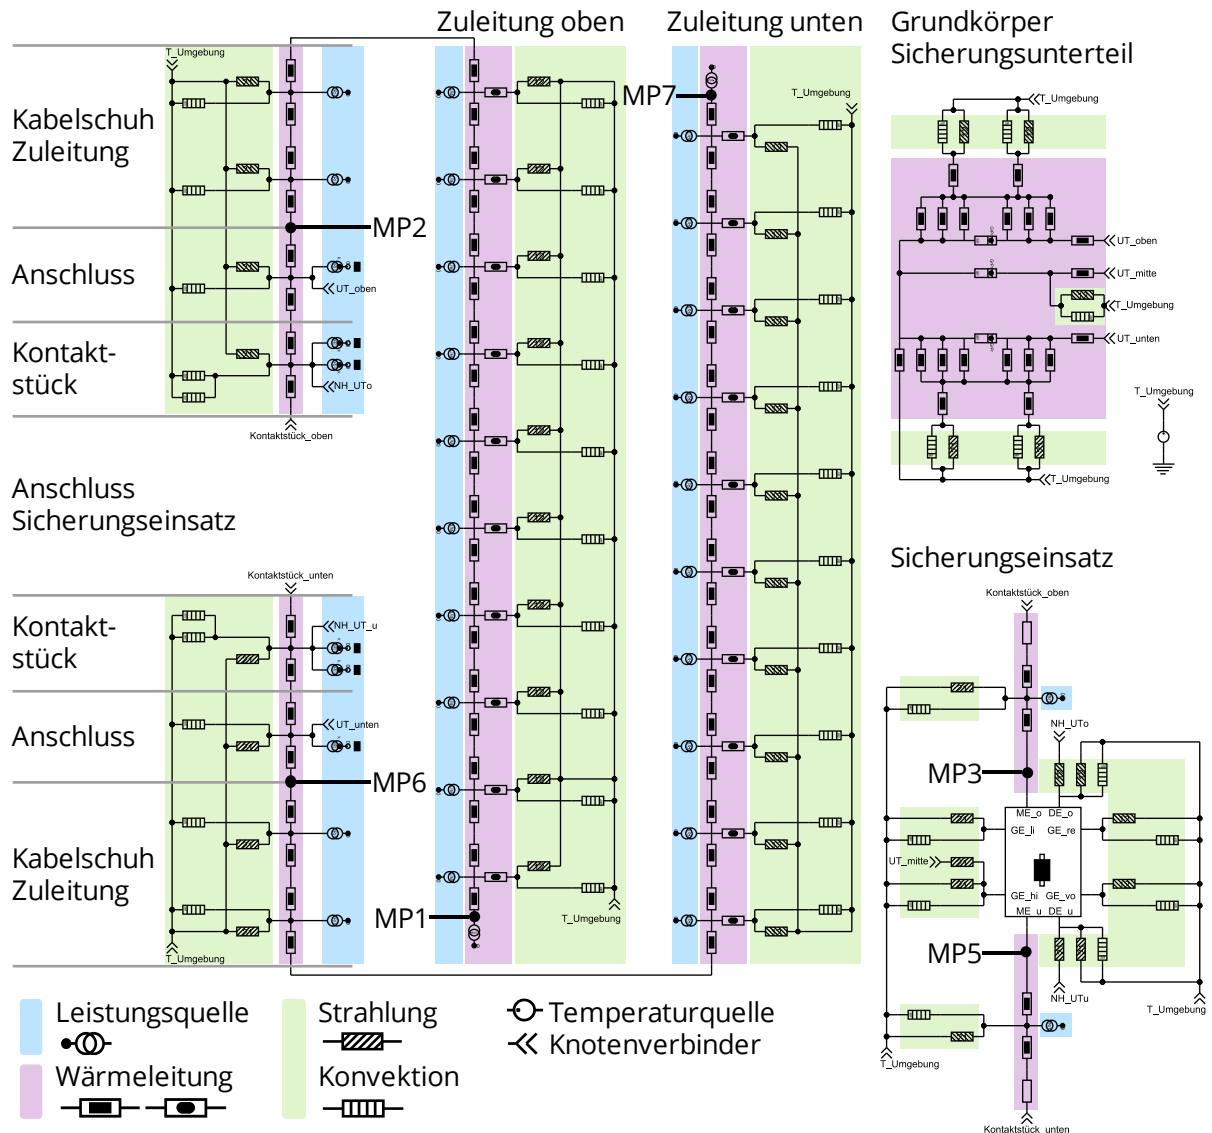 Zuleitung oben
Zuleitung unten
Grundkörper
Sicherungsunterteil
T_Umgebung
Kabelschuh
Zuleitung
MP2
Anschluss
UT_oben
Kontakt-
stück
NH_UTo
Kontaktstück_oben
Anschluss
Sicherungseinsatz
Kontaktstück_unten
Kontakt-
stück
NH_UT_u
Anschluss
UT_unten
MP6
Kabelschuh
Zuleitung
T_Umgebung
MP1
T_Umgebung
MP7
T_Umgebung
T_Umgebung
UT_oben
UT_mitte
T_Umgebung
UT_unten
T_Umgebung
T_Umgebung
Sicherungseinsatz
Kontaktstück_oben
NH_UTo
MP3
ME_o DE_o
GE_li GE_re
UT_mitte
GE_hi GE_vo
ME_u DE_u
MP5
NH_UTu
T_Umgebung
T_Umgebung
Kontaktstück_unten
Leistungsquelle
Strahlung
Temperaturquelle
Knotenverbinder
Wärmeleitung
Konvektion